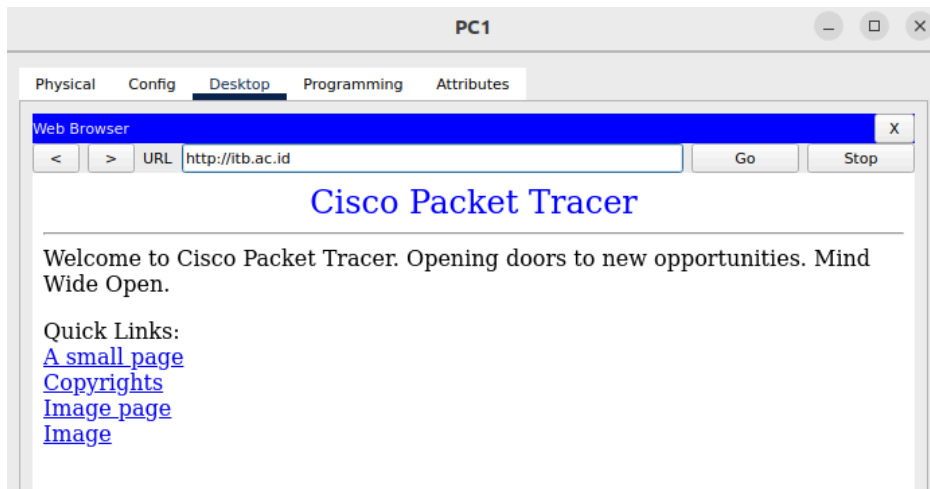 PC1
Physical Config Desktop Programming Attributes
Web Browser X
< > URL http://itb.ac.id Go Stop
Cisco Packet Tracer
Welcome to Cisco Packet Tracer. Opening doors to new opportunities. Mind
Wide Open.
Quick Links:
A small page
Copyrights
Image page
Image